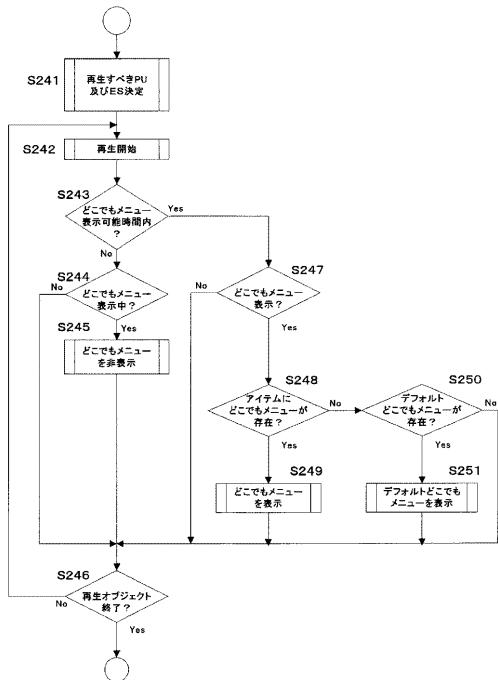 S241
再生すべきPU
及びES決定
S242
再生開始
S243
どこでもメニュー
表示可能時間内
?
Yes
No
S244
どこでもメニュー
表示中?
No
Yes
S245
どこでもメニュー
を非表示
S247
どこでもメニュー
表示?
No
Yes
S248
アイテムに
どこでもメニューが
存在?
No
Yes
S249
どこでもメニュー
を表示
S250
デフォルト
どこでもメニューが
存在?
No
Yes
S251
デフォルトどこでも
メニューを表示
S246
再生オブジェクト
終了?
No
Yes